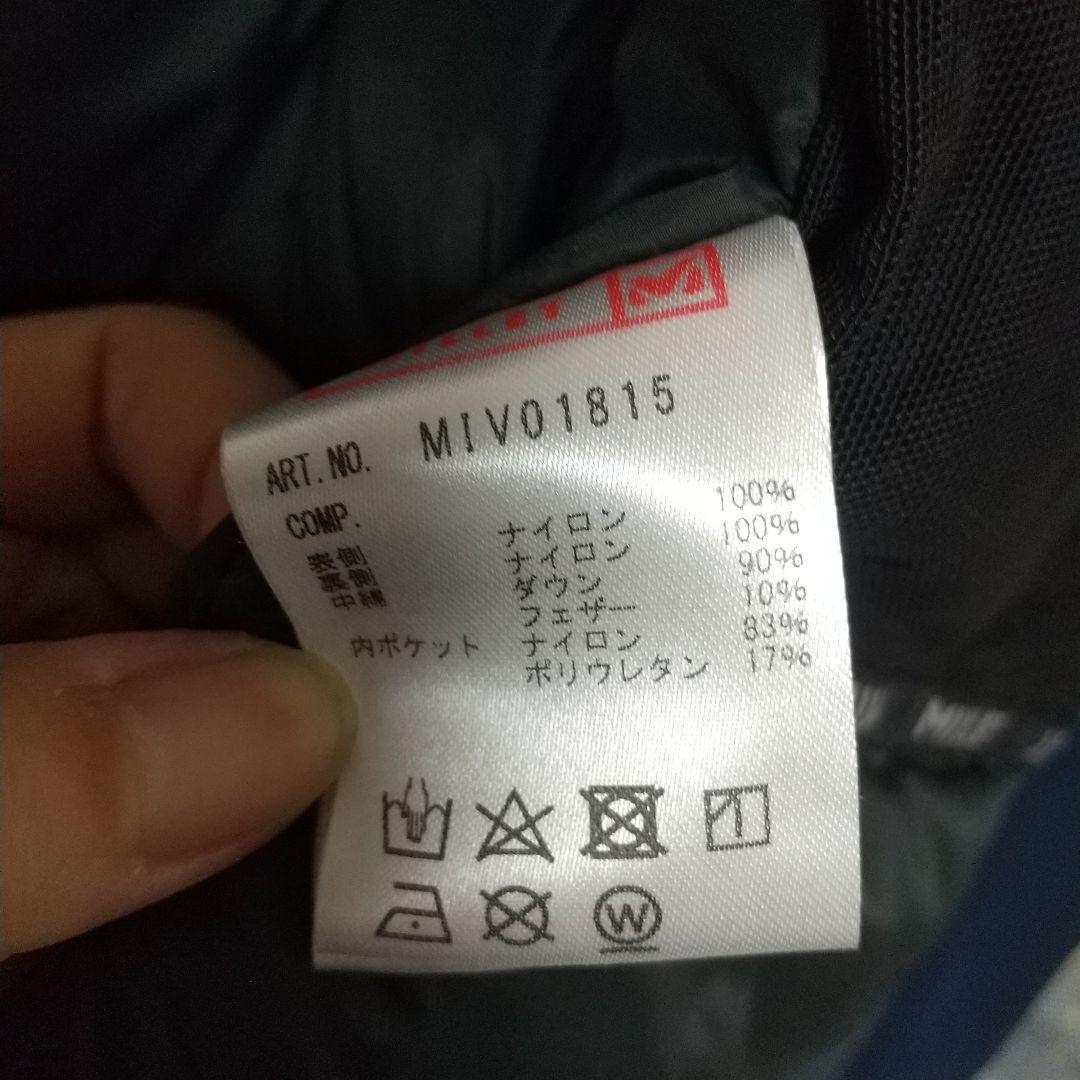 M
ART.NO. MIV01815
COMP.
表側 ナイロン 100%
裏側 ナイロン 100%
中綿 ダウン 90%
フェザー 10%
内ポケット ナイロン 83%
ポリウレタン 17%
W